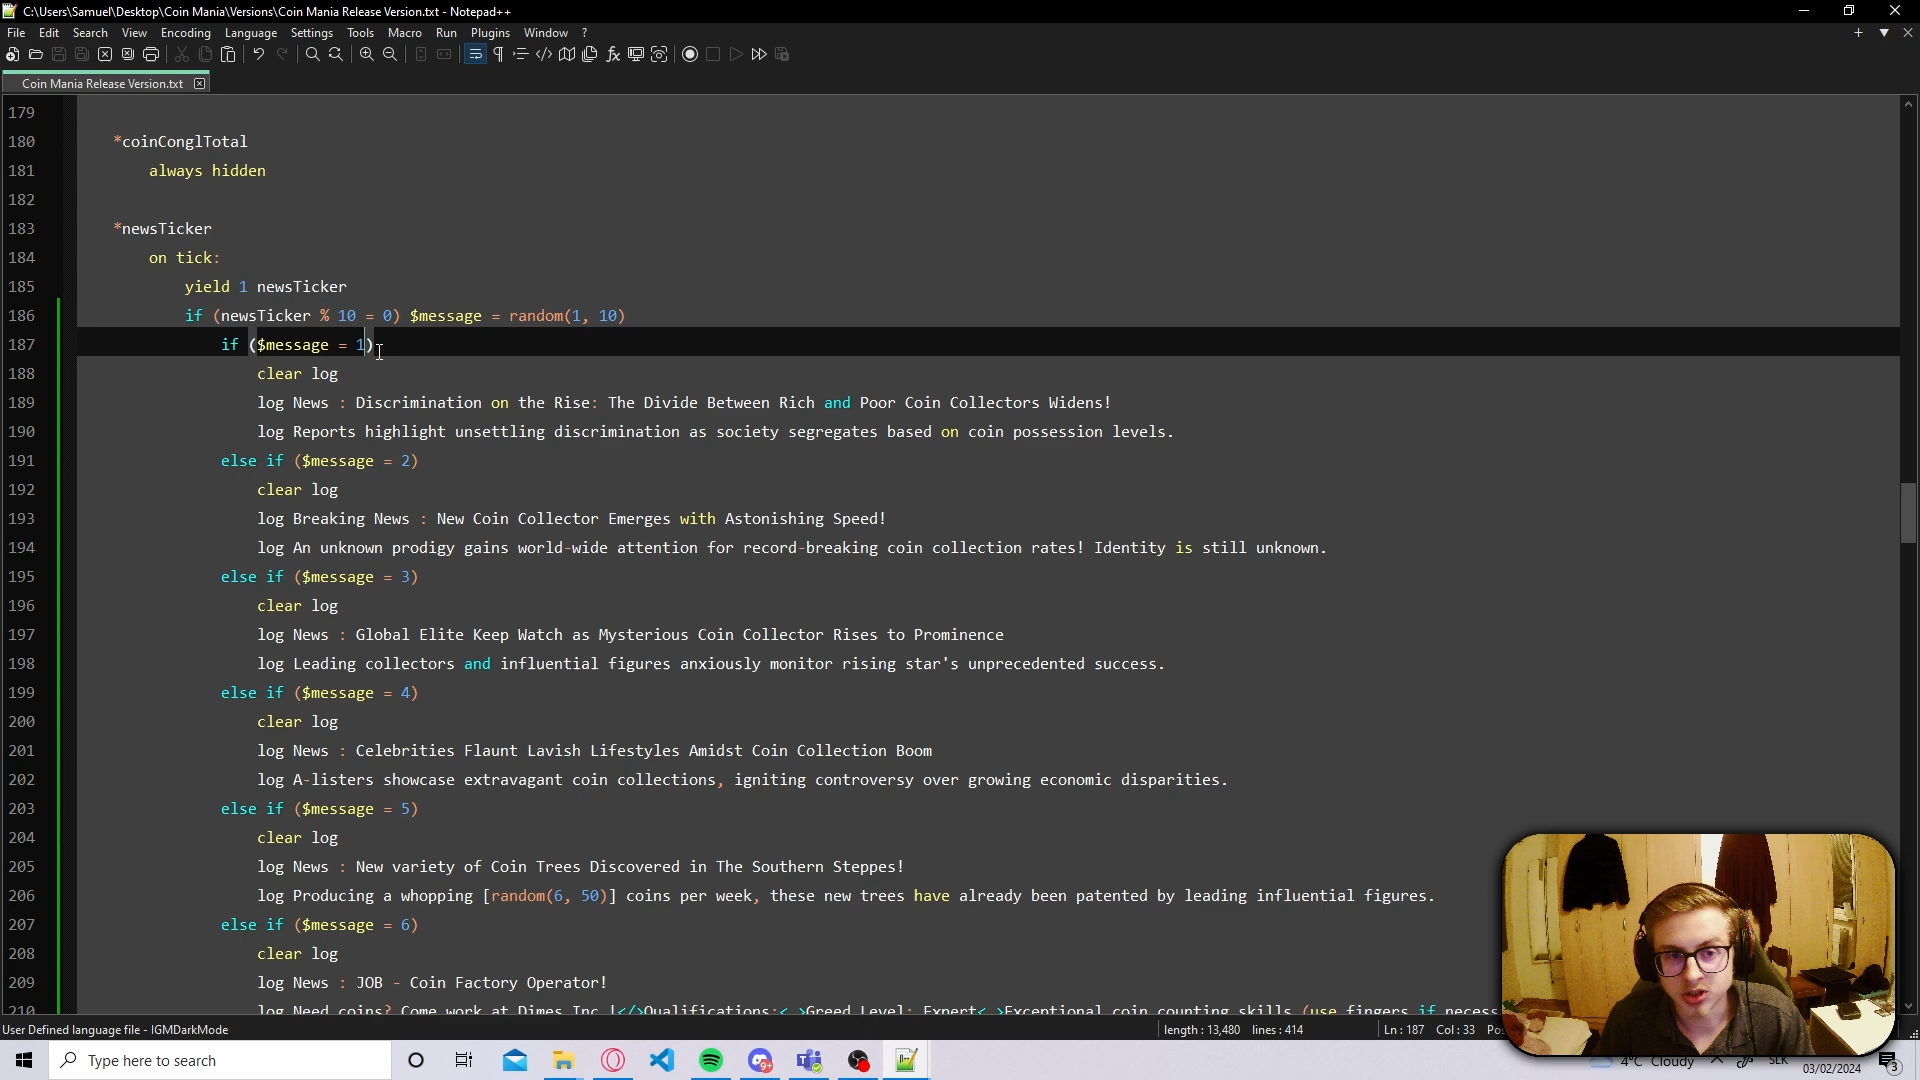 C:\Users\Samuel\Desktop\Coin Mania\Versions\Coin Mania Release Version.txt - Notepad++
File Edit Search View Encoding Language Settings Tools Macro Run Plugins Window ?
Coin Mania Release Version.txt
179
180 *coinConglTotal
181 always hidden
182
183 *newsTicker
184 on tick:
185 yield 1 newsTicker
186 if (newsTicker % 10 = 0) $message = random(1, 10)
187 if ($message = 1)
188 clear log
189 log News : Discrimination on the Rise: The Divide Between Rich and Poor Coin Collectors Widens!
190 log Reports highlight unsettling discrimination as society segregates based on coin possession levels.
191 else if ($message = 2)
192 clear log
193 log Breaking News : New Coin Collector Emerges with Astonishing Speed!
194 log An unknown prodigy gains world-wide attention for record-breaking coin collection rates! Identity is still unknown.
195 else if ($message = 3)
196 clear log
197 log News : Global Elite Keep Watch as Mysterious Coin Collector Rises to Prominence
198 log Leading collectors and influential figures anxiously monitor rising star's unprecedented success.
199 else if ($message = 4)
200 clear log
201 log News : Celebrities Flaunt Lavish Lifestyles Amidst Coin Collection Boom
202 log A-listers showcase extravagant coin collections, igniting controversy over growing economic disparities.
203 else if ($message = 5)
204 clear log
205 log News : New variety of Coin Trees Discovered in The Southern Steppes!
206 log Producing a whopping [random(6, 50)] coins per week, these new trees have already been patented by leading influential figures.
207 else if ($message = 6)
208 clear log
209 log News : JOB - Coin Factory Operator!
210 log Need coins? Come work at Dimes Inc.!</>Qualifications:< >Greed Level: Expert< >Exceptional coin counting skills (use fingers if necess
User Defined language file - IGMDarkMode
length : 13,480 lines : 414
Ln : 187 Col : 33 Pos
Type here to search
4°C Cloudy
SLK
03/02/2024
3